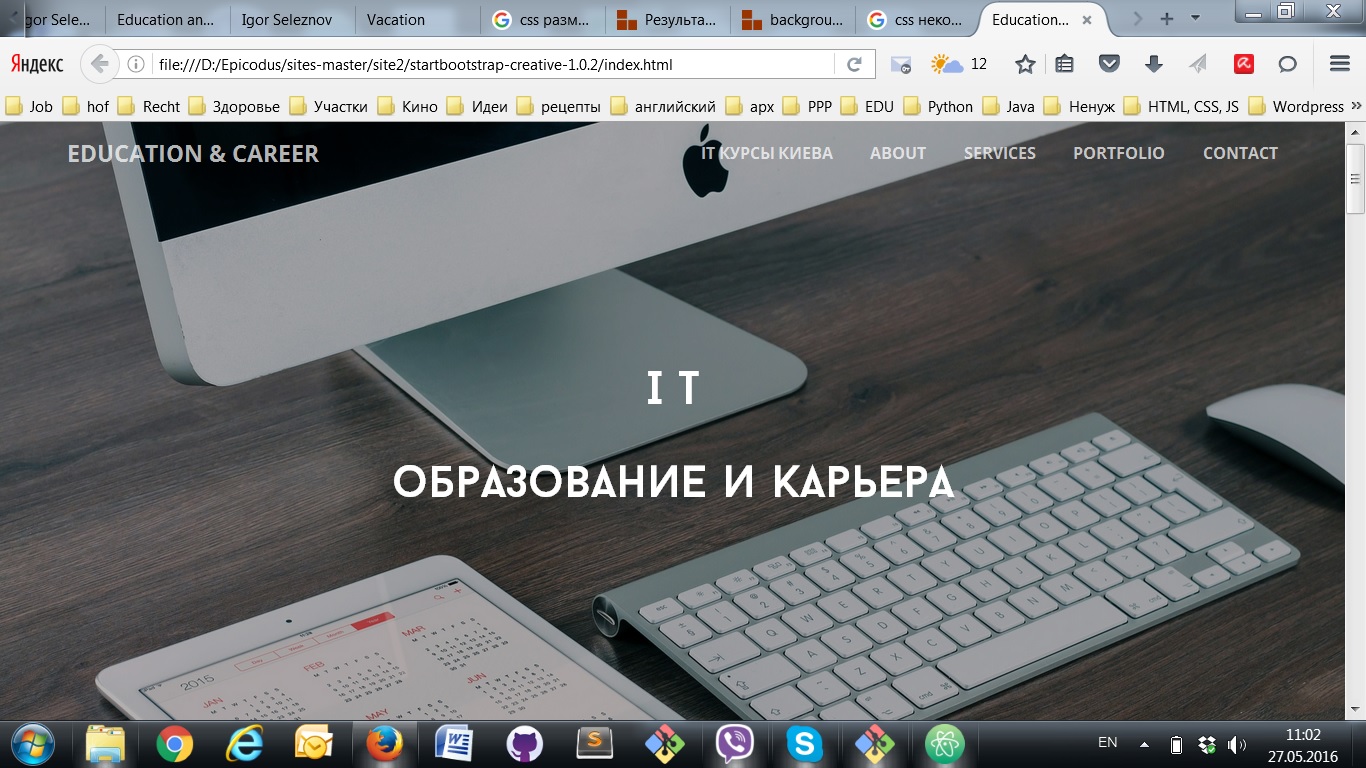 gor Sele...
Education an...
Igor Seleznov
Vacation
css разм...
Результа...
backgrou...
css неко...
Education...
Яндекс
file:///D:/Epicodus/sites-master/site2/startbootstrap-creative-1.0.2/index.html
12
Job hof Recht Здоровье Участки Кино Идеи рецепты английский арх PPP EDU Python Java Ненуж HTML, CSS, JS Wordpress
EDUCATION & CAREER
IT КУРСЫ КИЕВА ABOUT SERVICES PORTFOLIO CONTACT
I T
ОБРАЗОВАНИЕ И КАРЬЕРА
2015
JAN
FEB
MAR
MAY
JUN
EN
11:02
27.05.2016